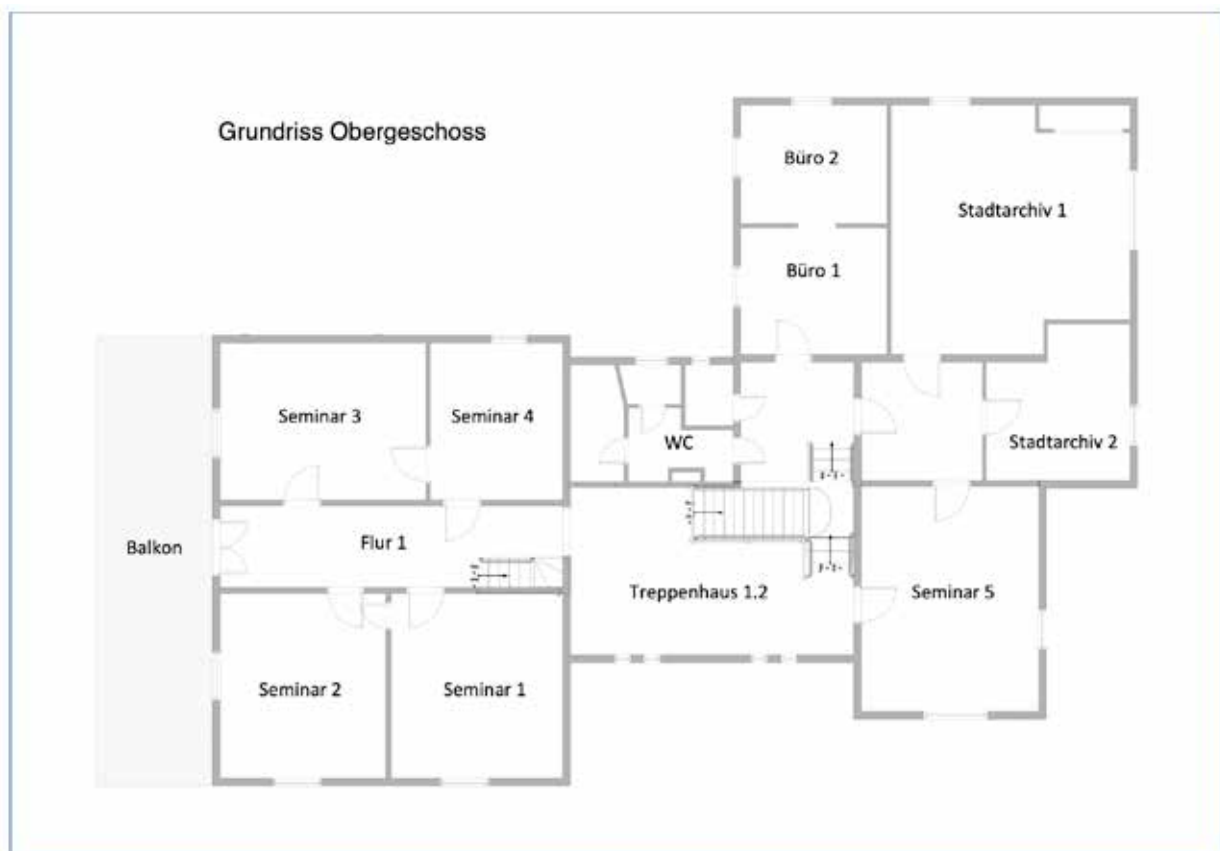 Grundriss Obergeschoss
Büro 2
Stadtarchiv 1
Büro 1
Seminar 3
Seminar 4
WC
Stadtarchiv 2
Balkon
Flur 1
Treppenhaus 1.2
Seminar 5
Seminar 2
Seminar 1